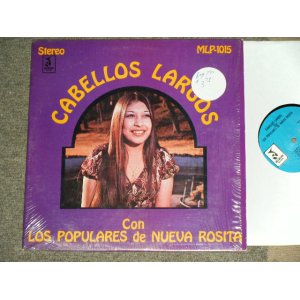 Stereo
MLP-1015
CABELLOS LARGOS
Con
LOS POPULARES de NUEVA ROSITA